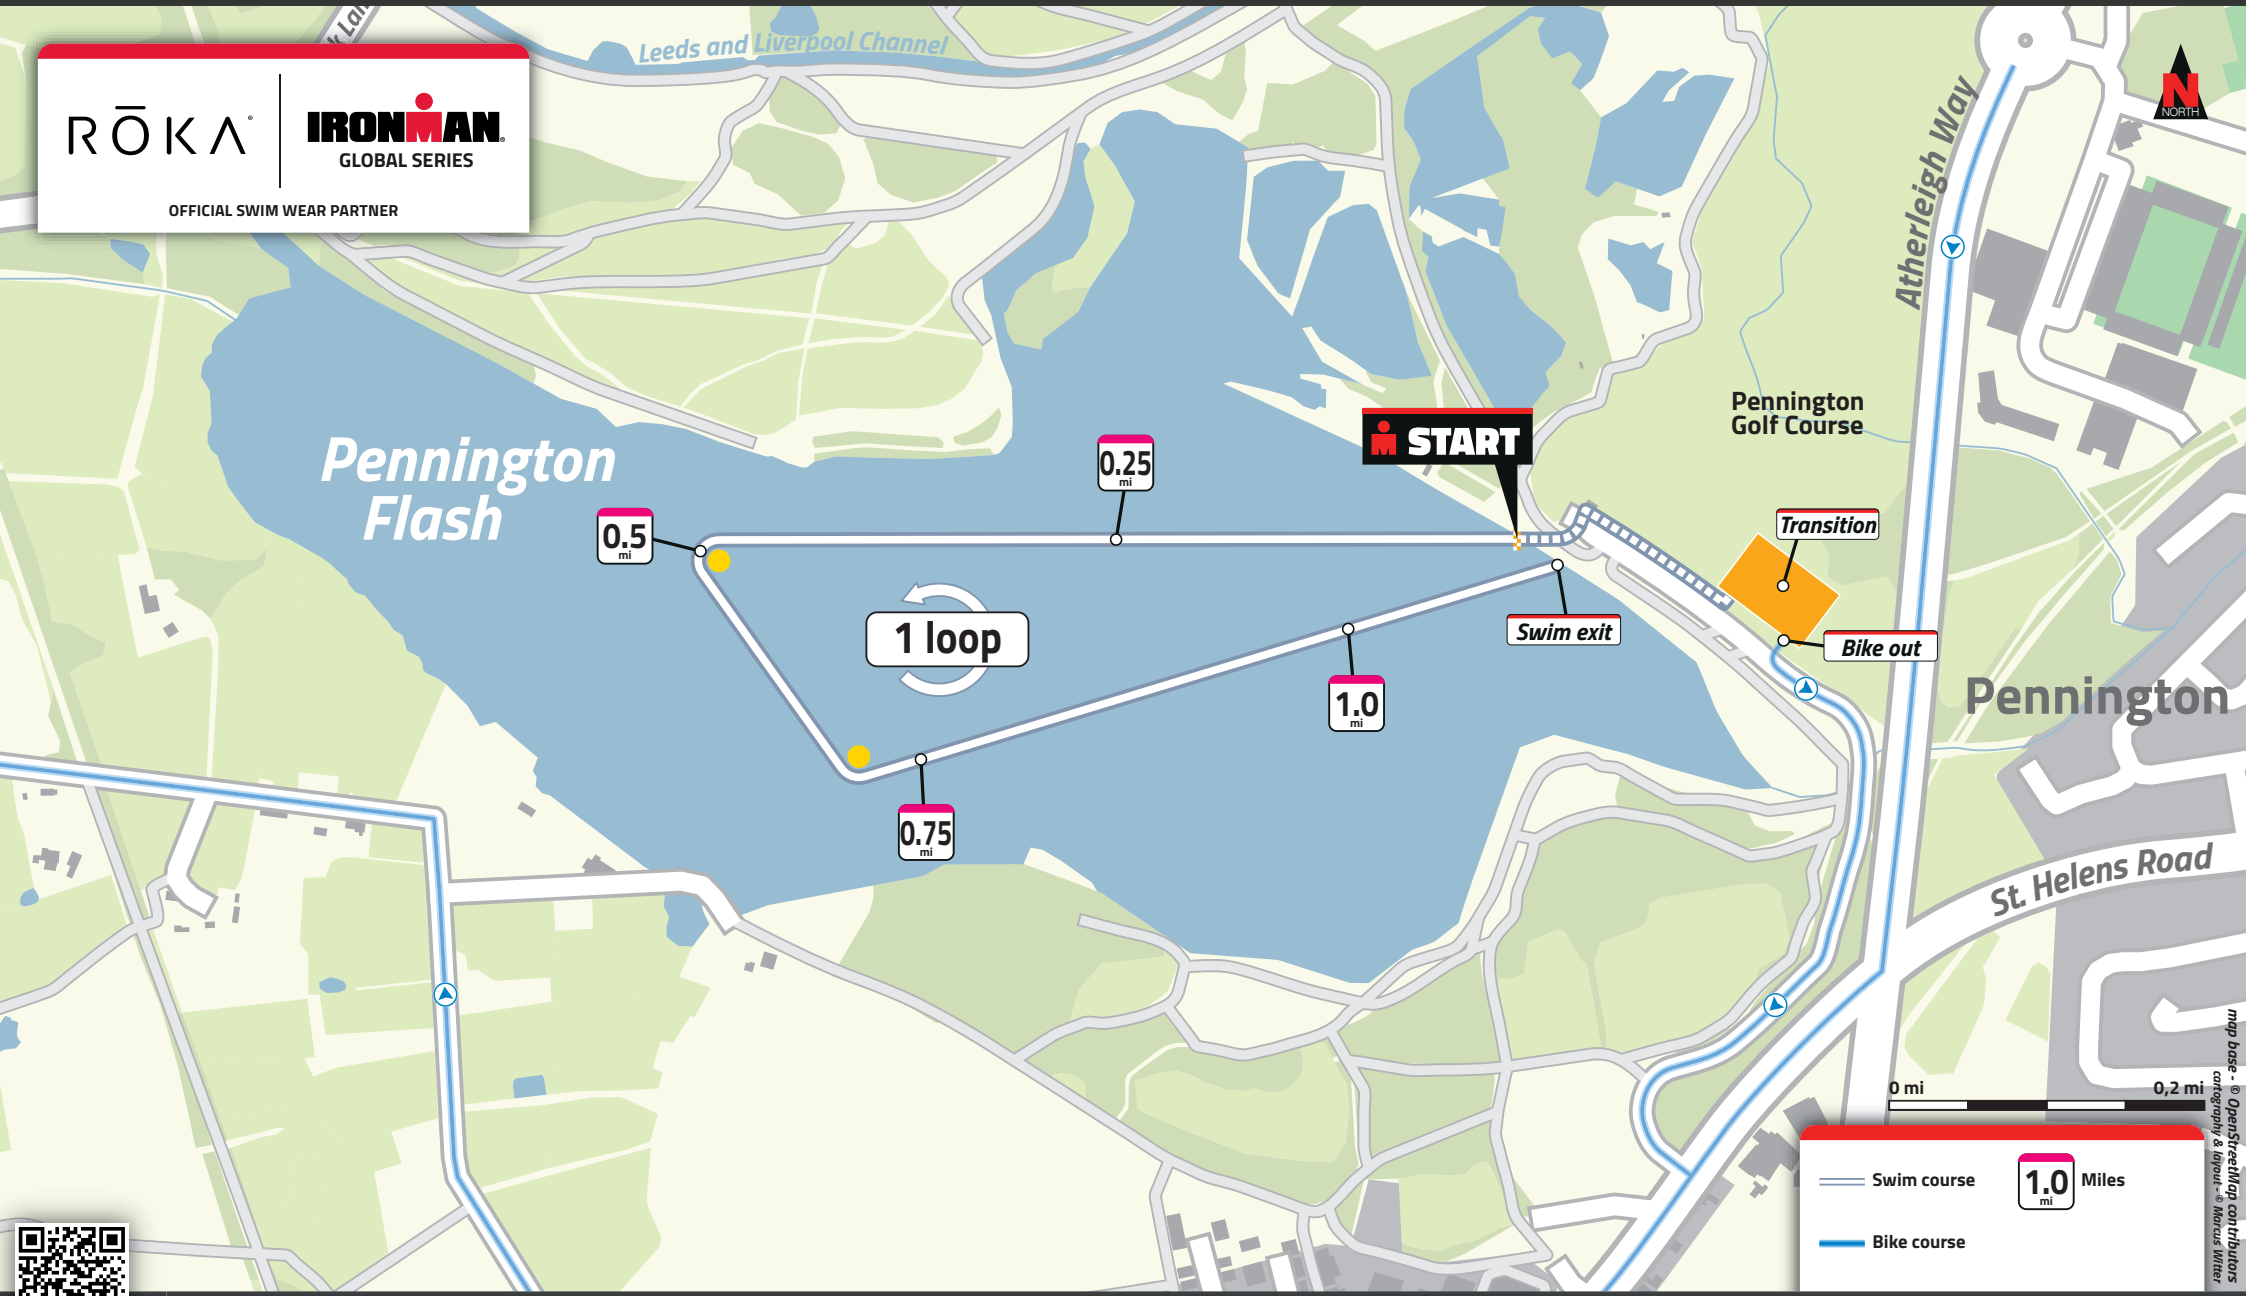 k Lan
Leeds and Liverpool Channel
RŌKA
IRONMAN
GLOBAL SERIES
OFFICIAL SWIM WEAR PARTNER
N
NORTH
Atherleigh Way
Pennington
Golf Course
START
Pennington
Flash
0.25
mi
0.5
mi
Transition
1 loop
Swim exit
Bike out
1.0
mi
Pennington
0.75
mi
St. Helens Road
0 mi
0,2 mi
Swim course
1.0
mi
Miles
Bike course
map base - © OpenStreetMap contributors
cartography & layout - © Marcus Witter